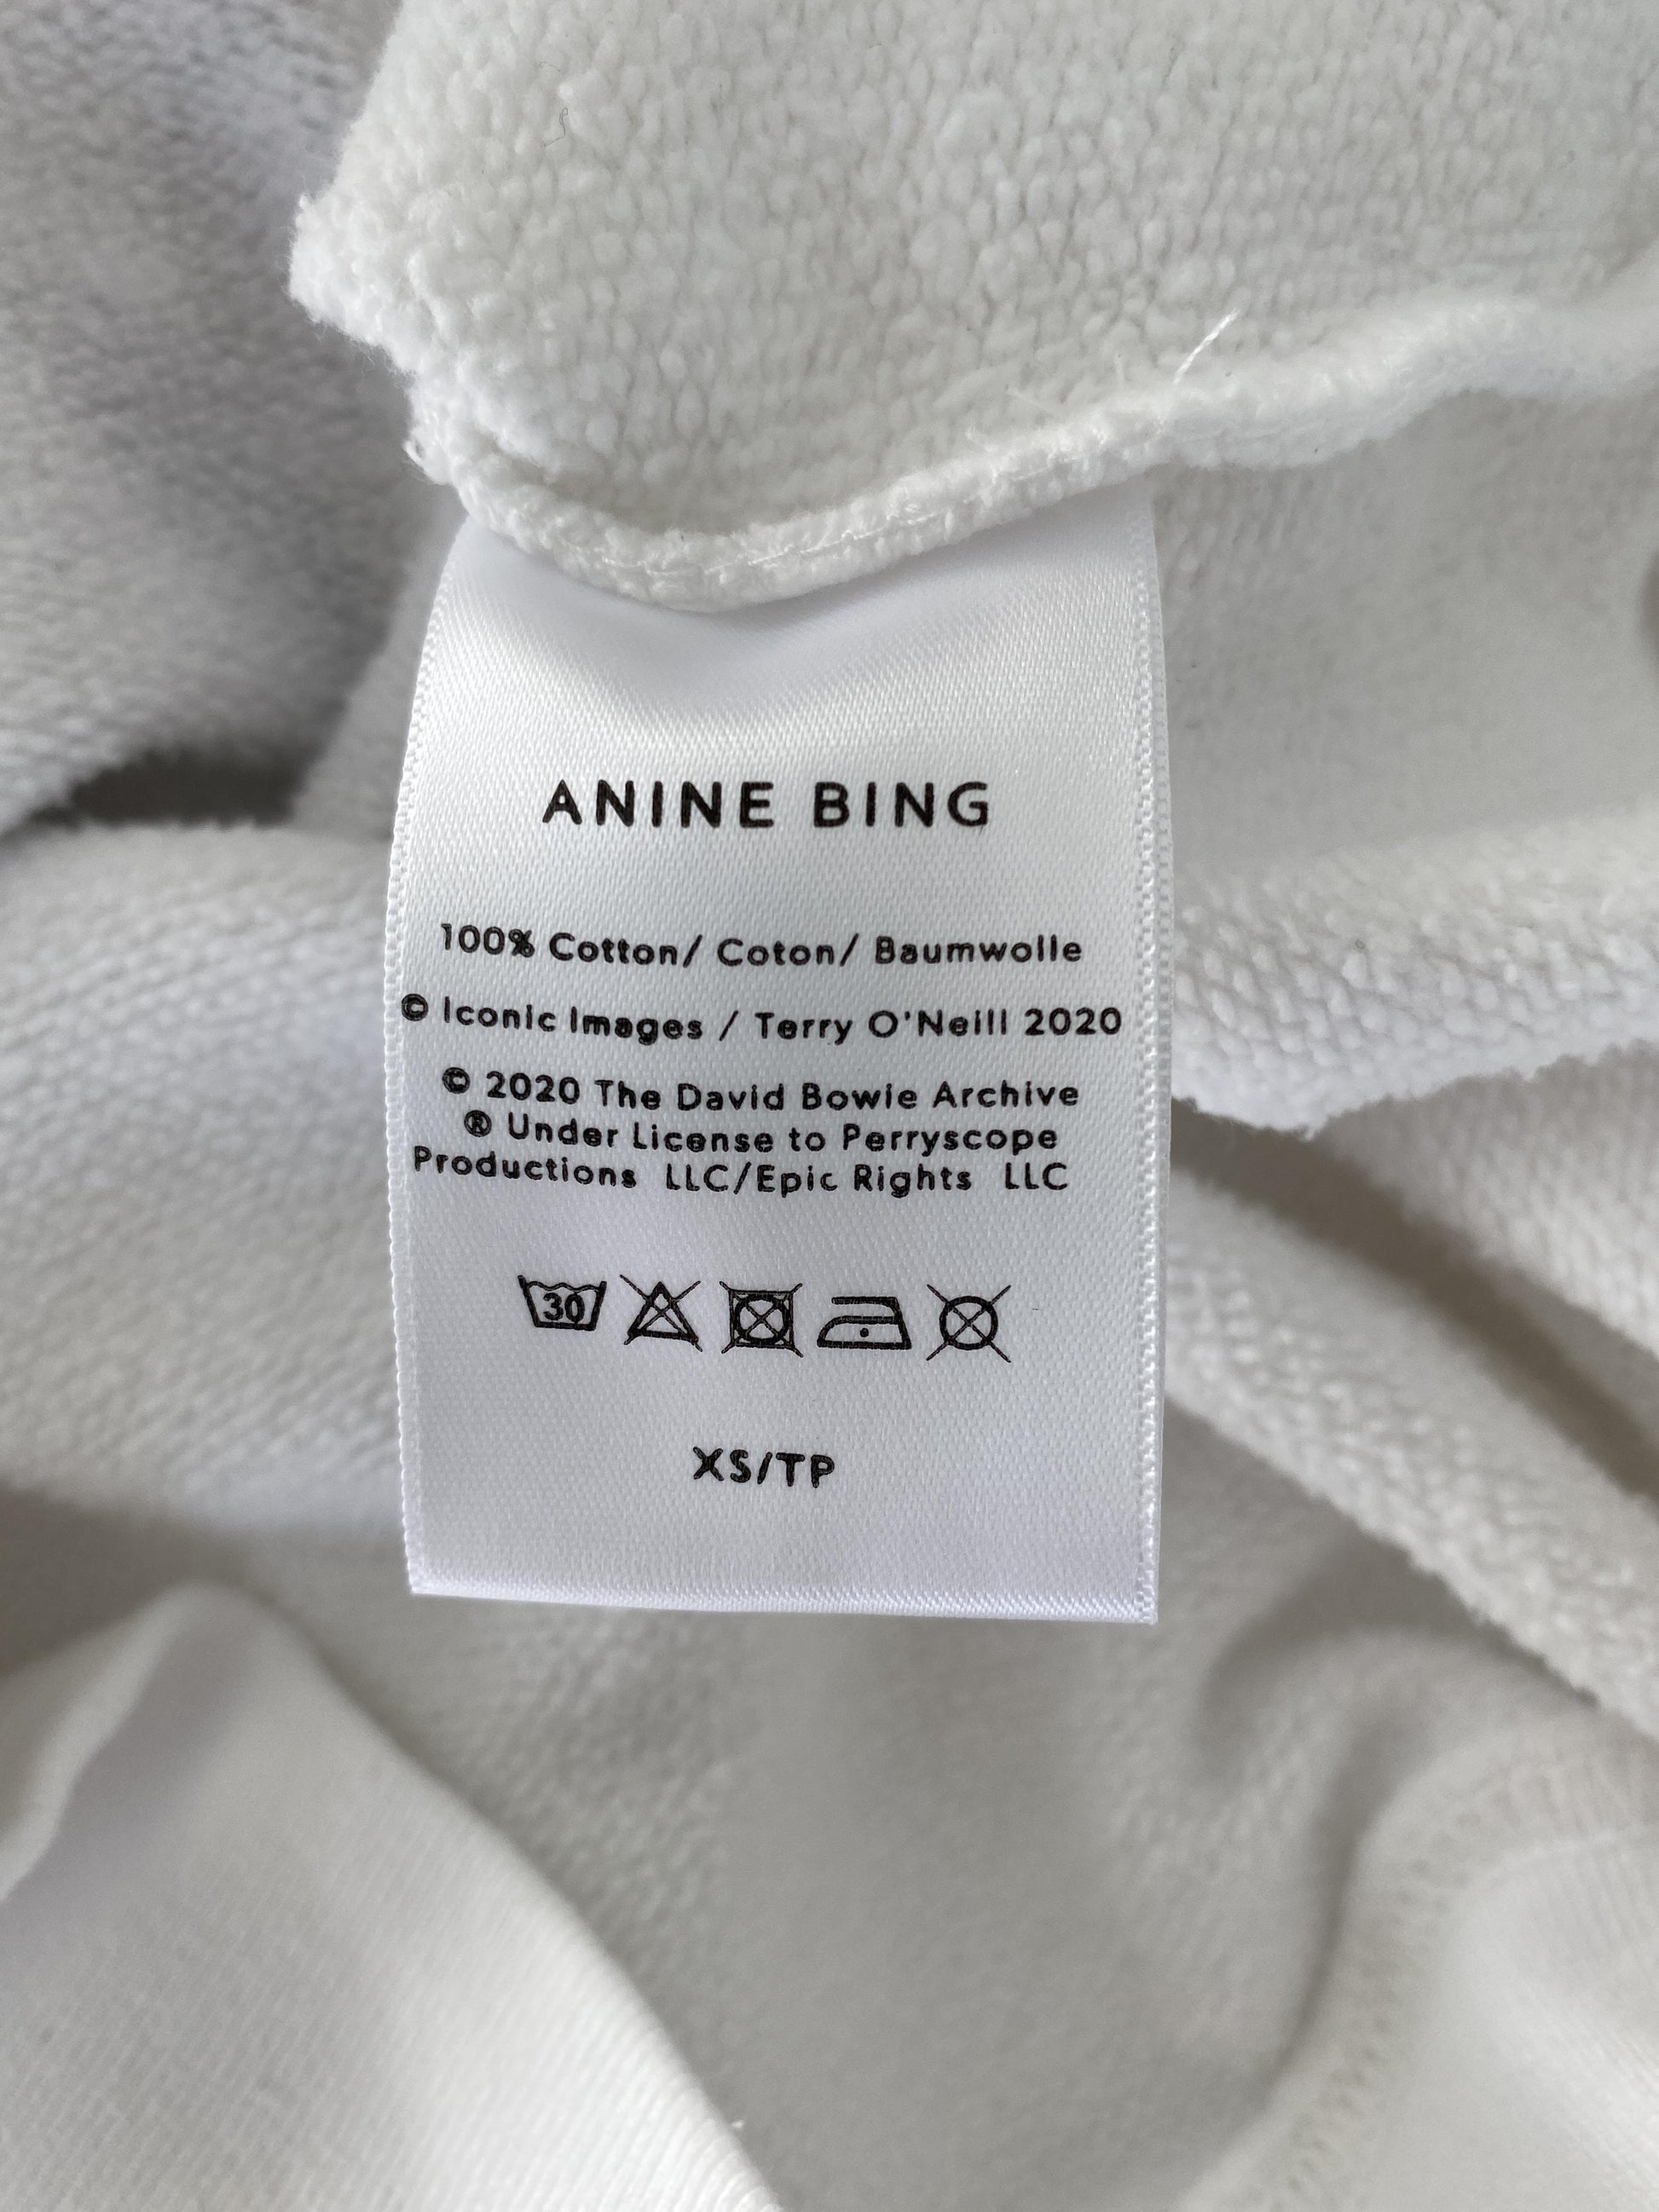 ANINE BING
100% Cotton/ Coton/ Baumwolle
© Iconic Images / Terry O'Neill 2020
© 2020 The David Bowie Archive
® Under License to Perryscope
Productions LLC/Epic Rights LLC
30
XS/TP